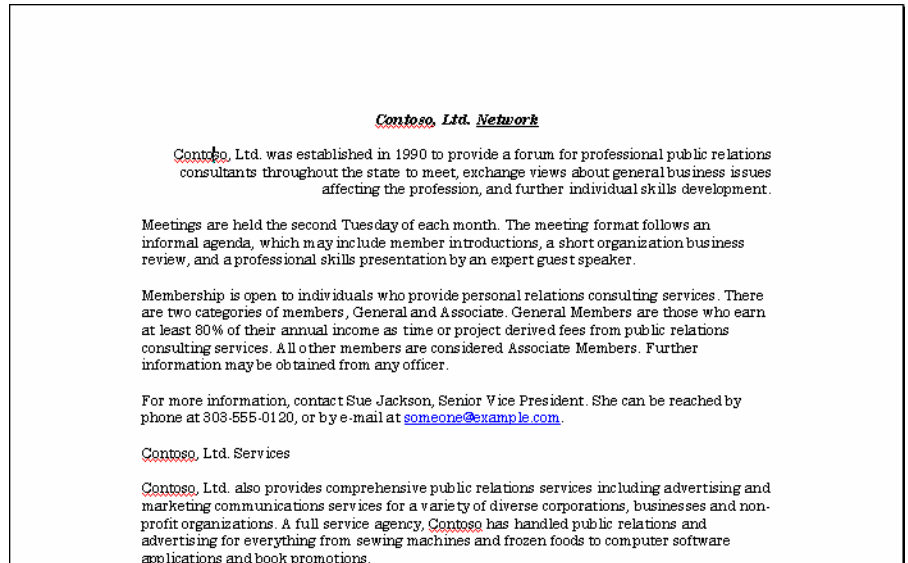 Contoso, Ltd. Network
Contoso, Ltd. was established in 1990 to provide a forum for professional public relations
consultants throughout the state to meet, exchange views about general business issues
affecting the profession, and further individual skills development.
Meetings are held the second Tuesday of each month. The meeting format follows an
informal agenda, which may include member introductions, a short organization business
review, and a professional skills presentation by an expert guest speaker.
Membership is open to individuals who provide personal relations consulting services. There
are two categories of members, General and Associate. General Members are those who earn
at least 80% of their annual income as time or project derived fees from public relations
consulting services. All other members are considered Associate Members. Further
information may be obtained from any officer.
For more information, contact Sue Jackson, Senior Vice President. She can be reached by
phone at 303-555-0120, or by e-mail at someone@example.com.
Contoso, Ltd. Services
Contoso, Ltd. also provides comprehensive public relations services including advertising and
marketing communications services for a variety of diverse corporations, businesses and non-
profit organizations. A full service agency, Contoso has handled public relations and
advertising for everything from sewing machines and frozen foods to computer software
applications and book promotions.